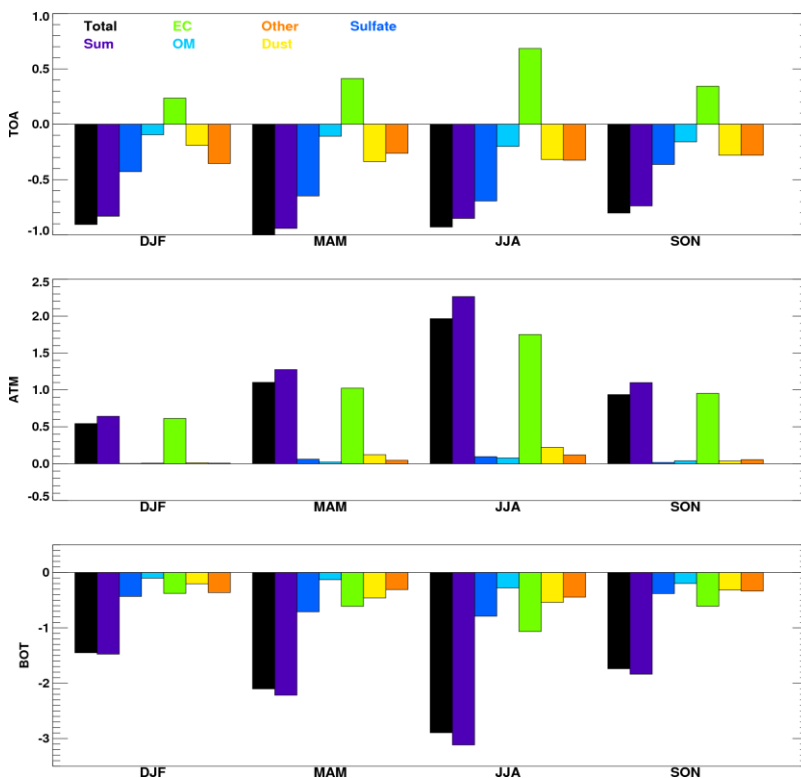 1.0
Total EC Other Sulfate
Sum OM Dust
0.5
TOA
0.0
-0.5
-1.0
DJF MAM JJA SON
2.5
2.0
1.5
ATM
1.0
0.5
0.0
-0.5
DJF MAM JJA SON
0
-1
BOT
-2
-3
DJF MAM JJA SON